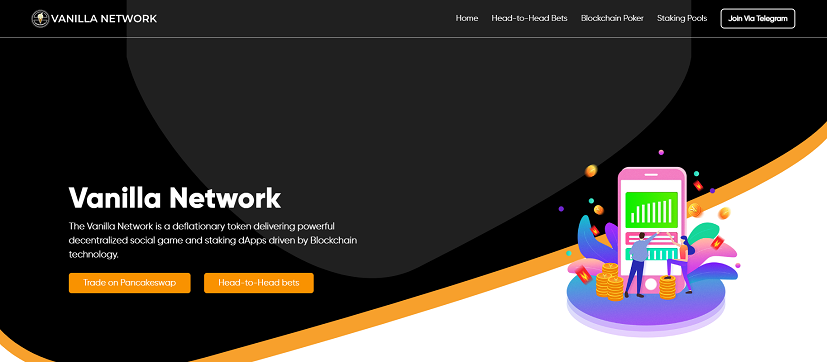 VANILLA NETWORK
Home
Head-to-Head Bets
Blockchain Poker
Staking Pools
Join Via Telegram
Vanilla Network
The Vanilla Network is a deflationary token delivering powerful
decentralized social game and staking dApps driven by Blockchain
technology.
Trade on Pancakeswap
Head-to-Head bets